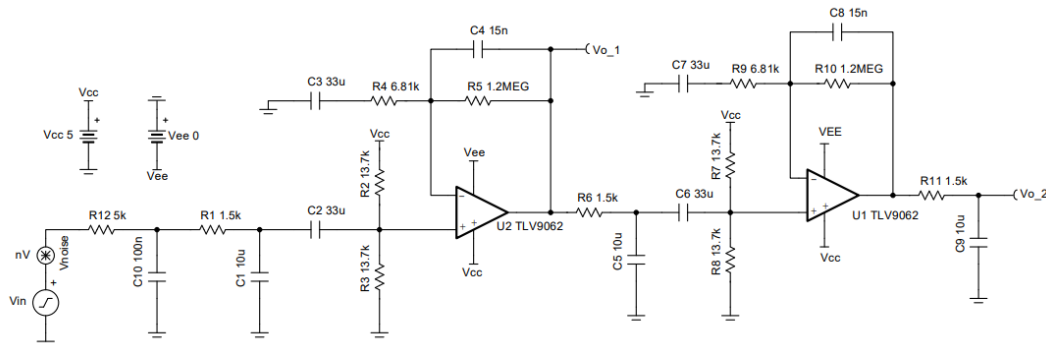 C4 15n
Vo_1
C3 33u
R4 6.81k
R5 1.2MEG
C8 15n
C7 33u
R9 6.81k
R10 1.2MEG
Vcc
Vcc 5
+
Vee 0
+
Vee
Vcc
R2 13.7k
Vee
Vcc
R7 13.7k
VEE
R12 5k
R1 1.5k
C2 33u
−
+
+
U2 TLV9062
R6 1.5k
C6 33u
−
+
+
U1 TLV9062
R11 1.5k
Vo_2
nV
Vnoise
C10 100n
C1 10u
R3 13.7k
Vcc
C5 10u
R8 13.7k
Vcc
C9 10u
Vin
+